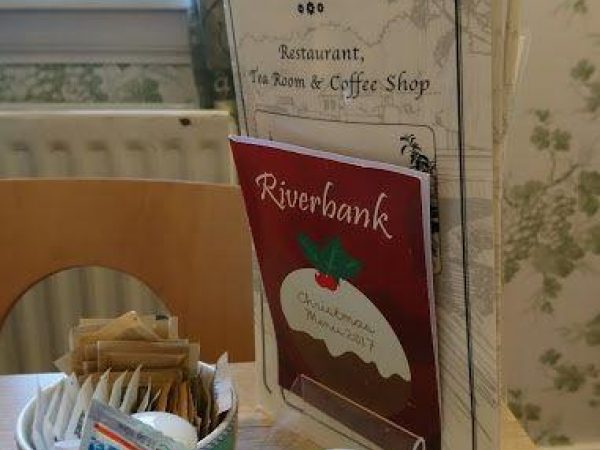 Restaurant,
Tea Room & Coffee Shop
Riverbank
Christmas
Menu 2017